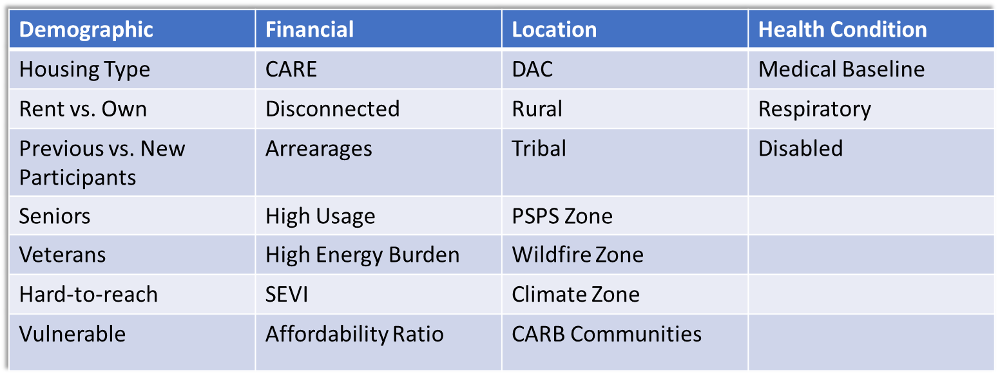 Demographic Financial Location Health Condition
Housing Type CARE DAC Medical Baseline
Rent vs. Own Disconnected Rural Respiratory
Previous vs. New Arrearages Tribal Disabled
Participants
Seniors High Usage PSPS Zone
Veterans High Energy Burden Wildfire Zone
Hard-to-reach SEVI Climate Zone
Vulnerable Affordability Ratio CARB Communities